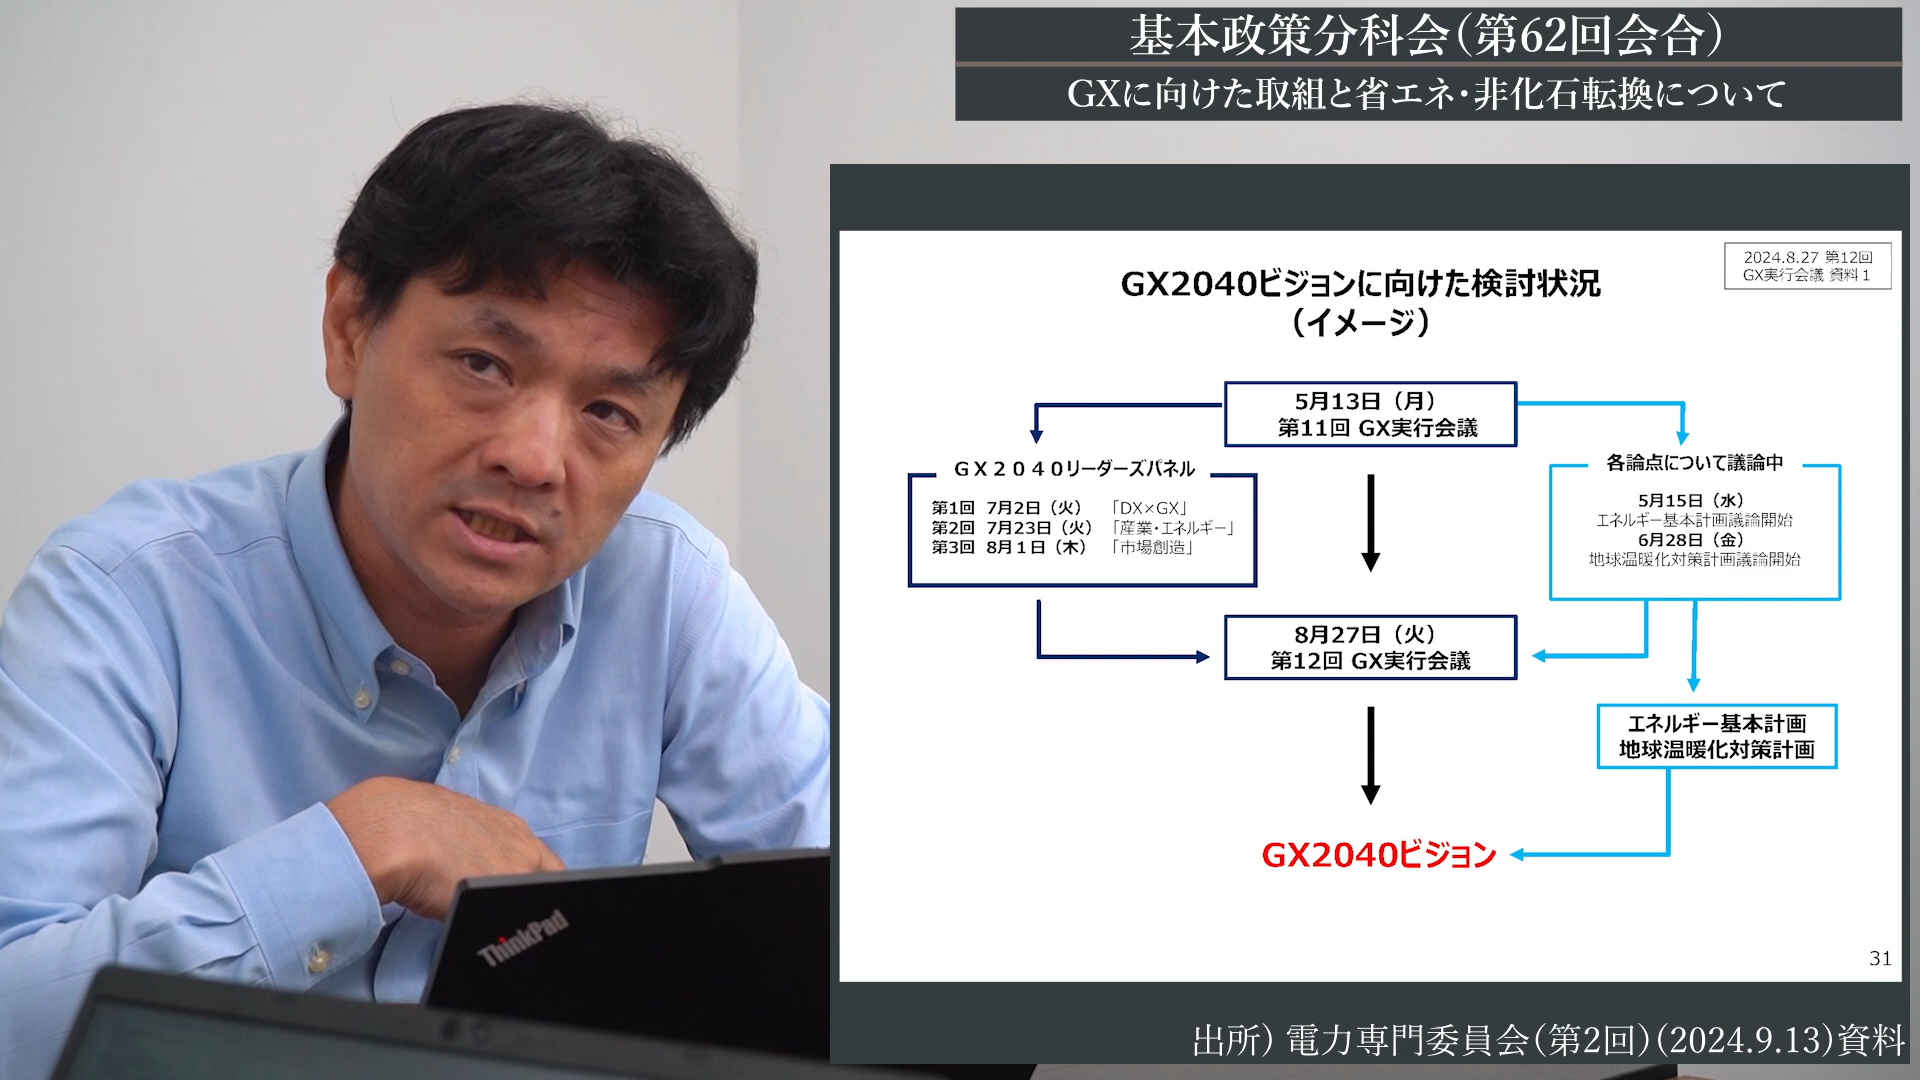 基本政策分科会(第62回会合)
GXに向けた取組と省エネ・非化石転換について
2024.8.27 第12回
GX実行会議 資料1
GX2040ビジョンに向けた検討状況
(イメージ)
5月13日(月)
第11回 GX実行会議
GX2040リーダーズパネル
第1回 7月2日(火) 「DX×GX」
第2回 7月23日(火) 「産業・エネルギー」
第3回 8月1日(木) 「市場創造」
各論点について議論中
5月15日(水)
エネルギー基本計画議論開始
6月28日(金)
地球温暖化対策計画議論開始
8月27日(火)
第12回 GX実行会議
エネルギー基本計画
地球温暖化対策計画
GX2040ビジョン
31
ThinkPad
出所) 電力専門委員会(第2回)(2024.9.13)資料